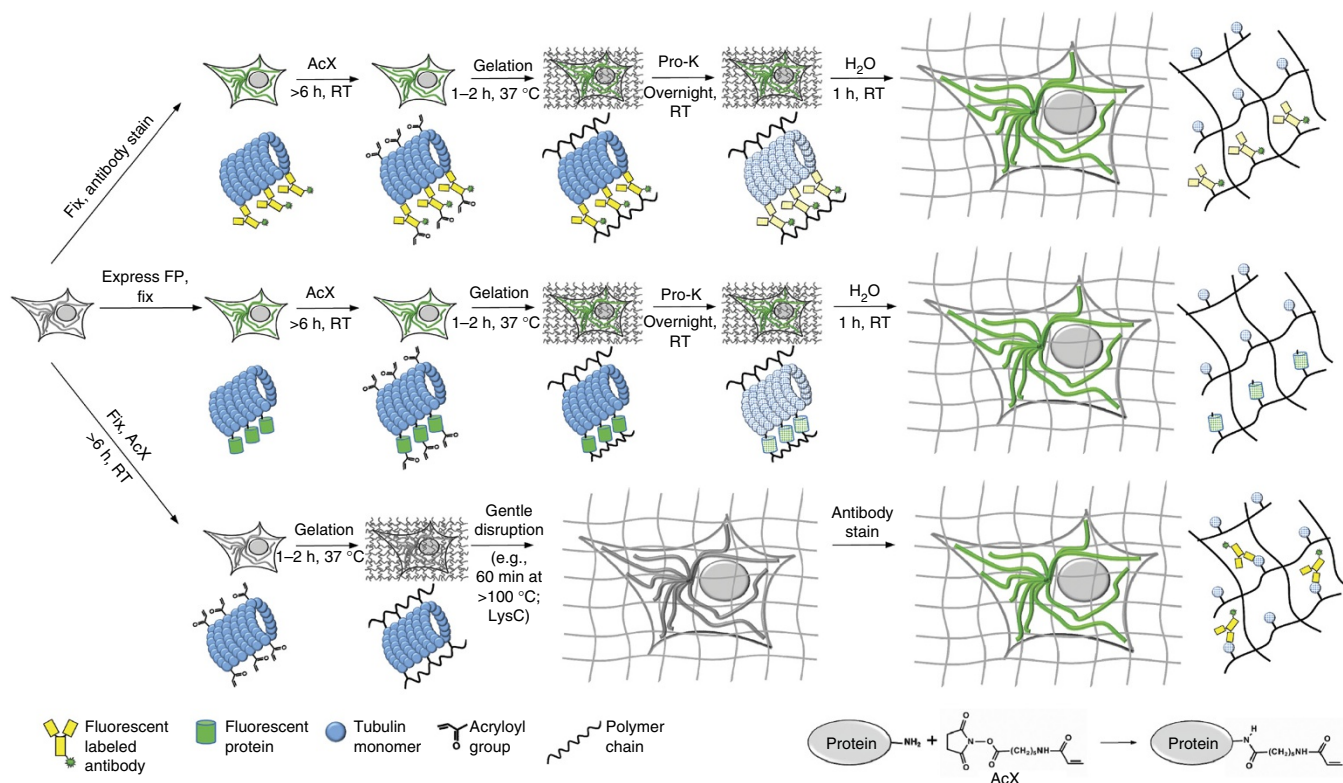 Fix, antibody stain
AcX
>6 h, RT
Gelation
1–2 h, 37 °C
Pro-K
Overnight,
RT
H₂O
1 h, RT
Express FP,
fix
AcX
>6 h, RT
Gelation
1–2 h, 37 °C
Pro-K
Overnight,
RT
H₂O
1 h, RT
Fix, AcX
>6 h, RT
Gelation
1–2 h, 37 °C
Gentle
disruption
(e.g.,
60 min at
>100 °C;
LysC)
Antibody
stain
Fluorescent
labeled
antibody
Fluorescent
protein
Tubulin
monomer
Acryloyl
group
Polymer
chain
Protein
NH₂
+
AcX
Protein